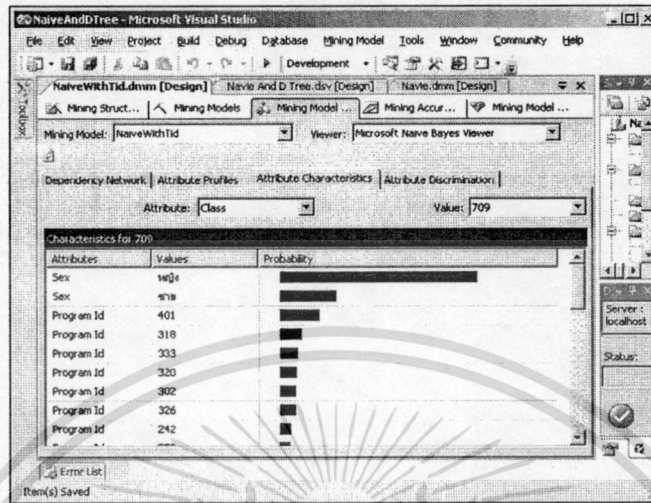 NaiveAndDTree - Microsoft Visual Studio
File Edit View Project Build Debug Database Mining Model Tools Window Community Help
Development
NaiveWithTid.dmm [Design] Navie And D Tree.dsv [Design] Navie.dmm [Design]
Toolbox
Mining Struct... Mining Models Mining Model ... Mining Accur... Mining Model ...
Mining Model: NaiveWithTid Viewer: Microsoft Naive Bayes Viewer
Dependency Network Attribute Profiles Attribute Characteristics Attribute Discrimination
Attribute: Class Value: 709
Characteristics for 709
Attributes Values Probability
Sex หญิง
Sex ชาย
Program Id 401
Program Id 318
Program Id 333
Program Id 320
Program Id 302
Program Id 326
Program Id 242
Server :
localhost
Status:
Error List
Item(s) Saved